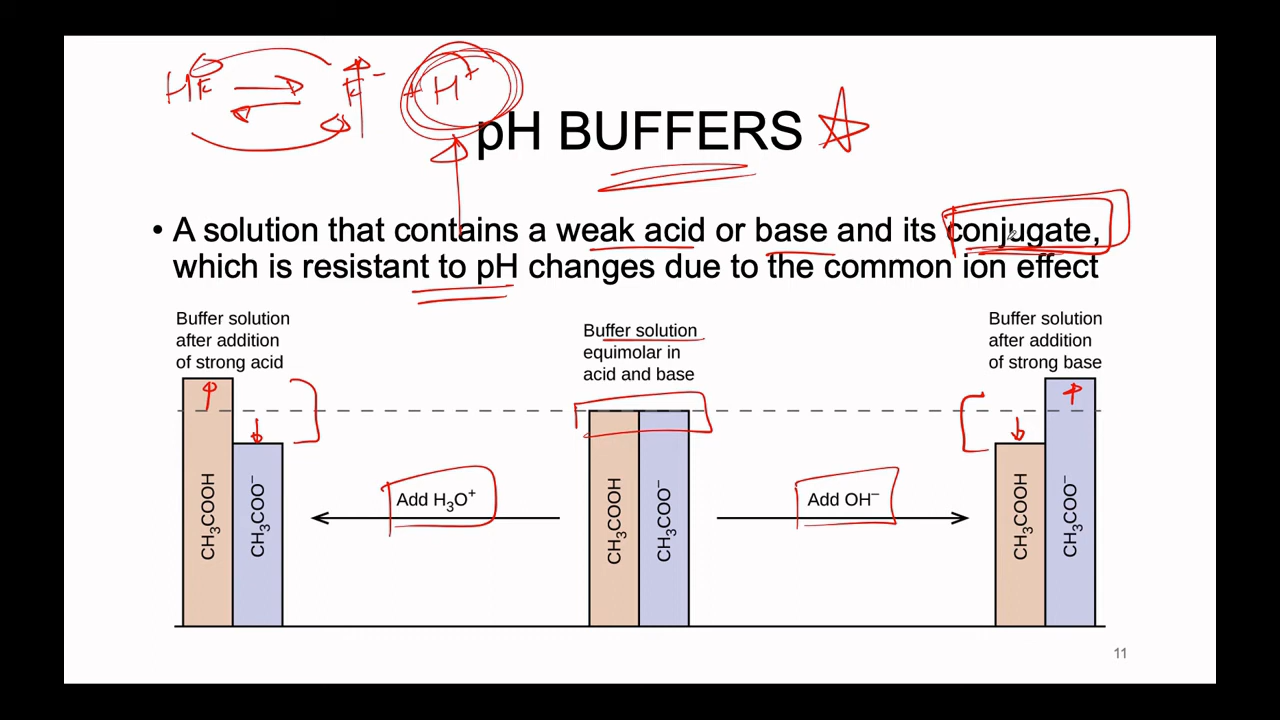 + H⁺
pH BUFFERS
• A solution that contains a weak acid or base and its conjugate,
which is resistant to pH changes due to the common ion effect
Buffer solution
after addition
of strong acid
Buffer solution
equimolar in
acid and base
Buffer solution
after addition
of strong base
CH₃COOH
CH₃COO⁻
Add H₃O⁺
CH₃COOH
CH₃COO⁻
Add OH⁻
CH₃COOH
CH₃COO⁻
11